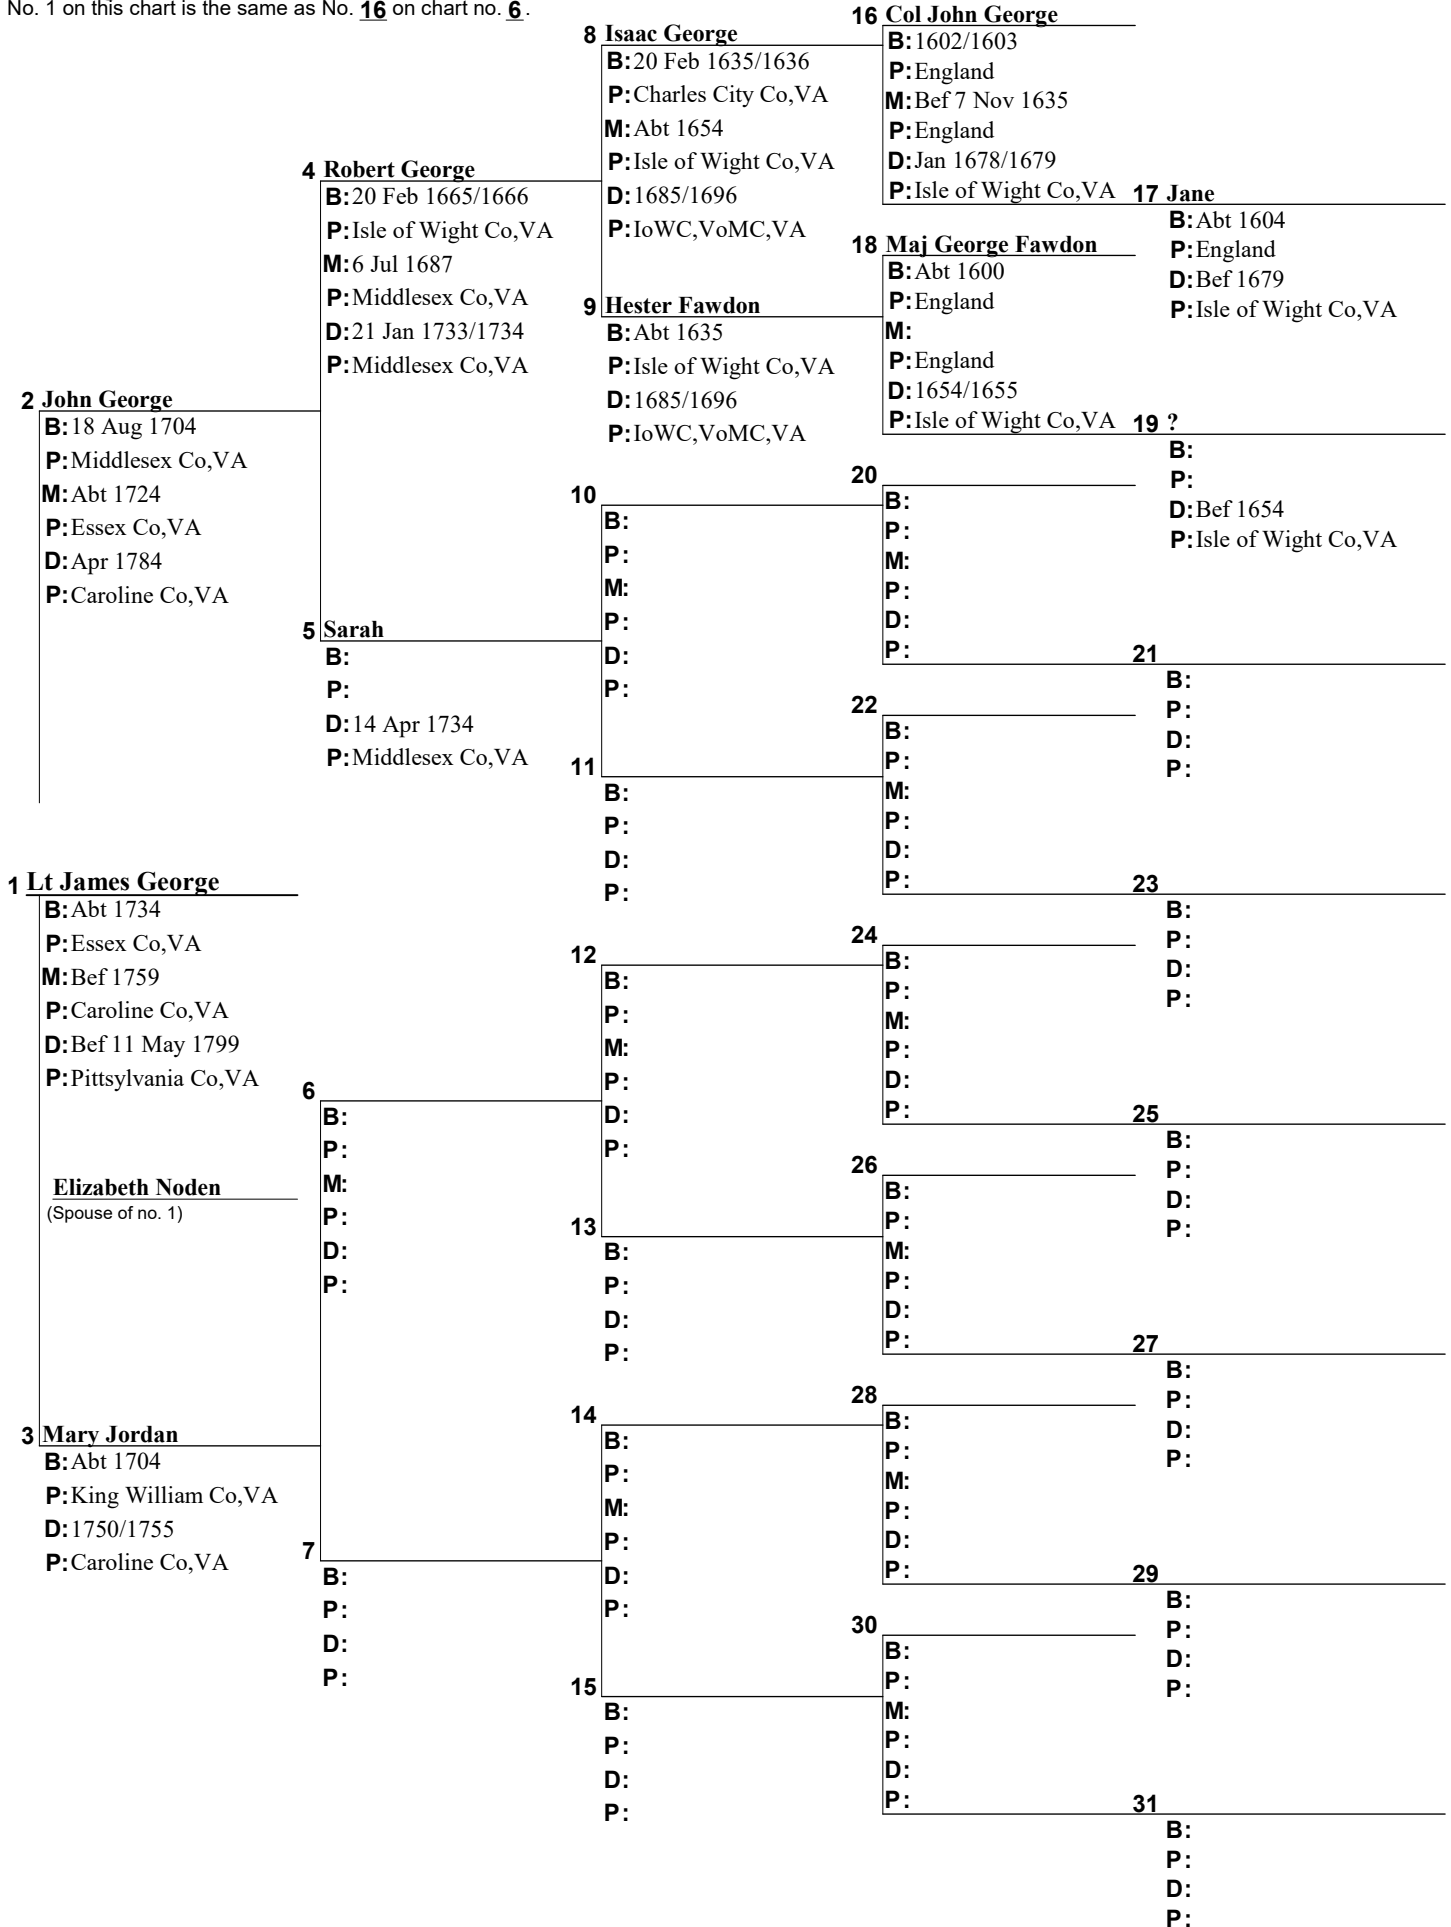 No. 1 on this chart is the same as No. 16 on chart no. 6.
1 Lt James George
B: Abt 1734
P: Essex Co,VA
M: Bef 1759
P: Caroline Co,VA
D: Bef 11 May 1799
P: Pittsylvania Co,VA
Elizabeth Noden
(Spouse of no. 1)
2 John George
B: 18 Aug 1704
P: Middlesex Co,VA
M: Abt 1724
P: Essex Co,VA
D: Apr 1784
P: Caroline Co,VA
3 Mary Jordan
B: Abt 1704
P: King William Co,VA
D: 1750/1755
P: Caroline Co,VA
4 Robert George
B: 20 Feb 1665/1666
P: Isle of Wight Co,VA
M: 6 Jul 1687
P: Middlesex Co,VA
D: 21 Jan 1733/1734
P: Middlesex Co,VA
5 Sarah
B:
P:
D: 14 Apr 1734
P: Middlesex Co,VA
6
B:
P:
M:
P:
D:
P:
7
B:
P:
D:
P:
8 Isaac George
B: 20 Feb 1635/1636
P: Charles City Co,VA
M: Abt 1654
P: Isle of Wight Co,VA
D: 1685/1696
P: IoWC,VoMC,VA
9 Hester Fawdon
B: Abt 1635
P: Isle of Wight Co,VA
D: 1685/1696
P: IoWC,VoMC,VA
10
B:
P:
M:
P:
D:
P:
11
B:
P:
D:
P:
12
B:
P:
M:
P:
D:
P:
13
B:
P:
D:
P:
14
B:
P:
M:
P:
D:
P:
15
B:
P:
D:
P:
16 Col John George
B: 1602/1603
P: England
M: Bef 7 Nov 1635
P: England
D: Jan 1678/1679
P: Isle of Wight Co,VA
17 Jane
B: Abt 1604
P: England
D: Bef 1679
P: Isle of Wight Co,VA
18 Maj George Fawdon
B: Abt 1600
P: England
M:
P: England
D: 1654/1655
P: Isle of Wight Co,VA
19 ?
B:
P:
D: Bef 1654
P: Isle of Wight Co,VA
20
B:
P:
M:
P:
D:
P:
21
B:
P:
D:
P:
22
B:
P:
M:
P:
D:
P:
23
B:
P:
D:
P:
24
B:
P:
M:
P:
D:
P:
25
B:
P:
D:
P:
26
B:
P:
M:
P:
D:
P:
27
B:
P:
D:
P:
28
B:
P:
M:
P:
D:
P:
29
B:
P:
D:
P:
30
B:
P:
M:
P:
D:
P:
31
B:
P:
D:
P: